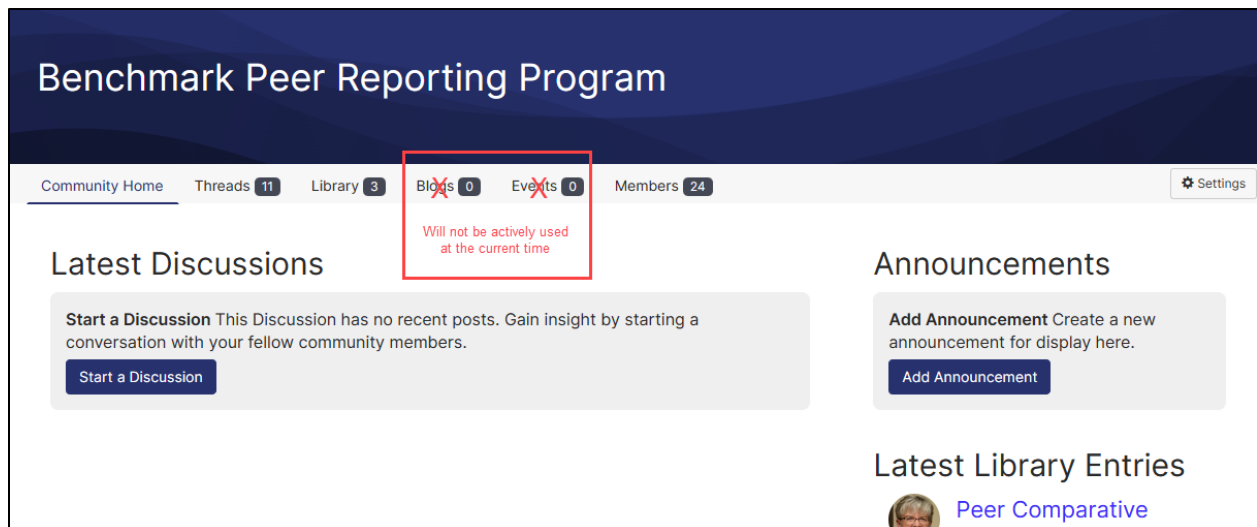 Benchmark Peer Reporting Program
Community Home Threads 11 Library 3 Blogs 0 Events 0 Members 24 Settings
Will not be actively used
at the current time
Latest Discussions
Start a Discussion This Discussion has no recent posts. Gain insight by starting a
conversation with your fellow community members.
Start a Discussion
Announcements
Add Announcement Create a new
announcement for display here.
Add Announcement
Latest Library Entries
Peer Comparative